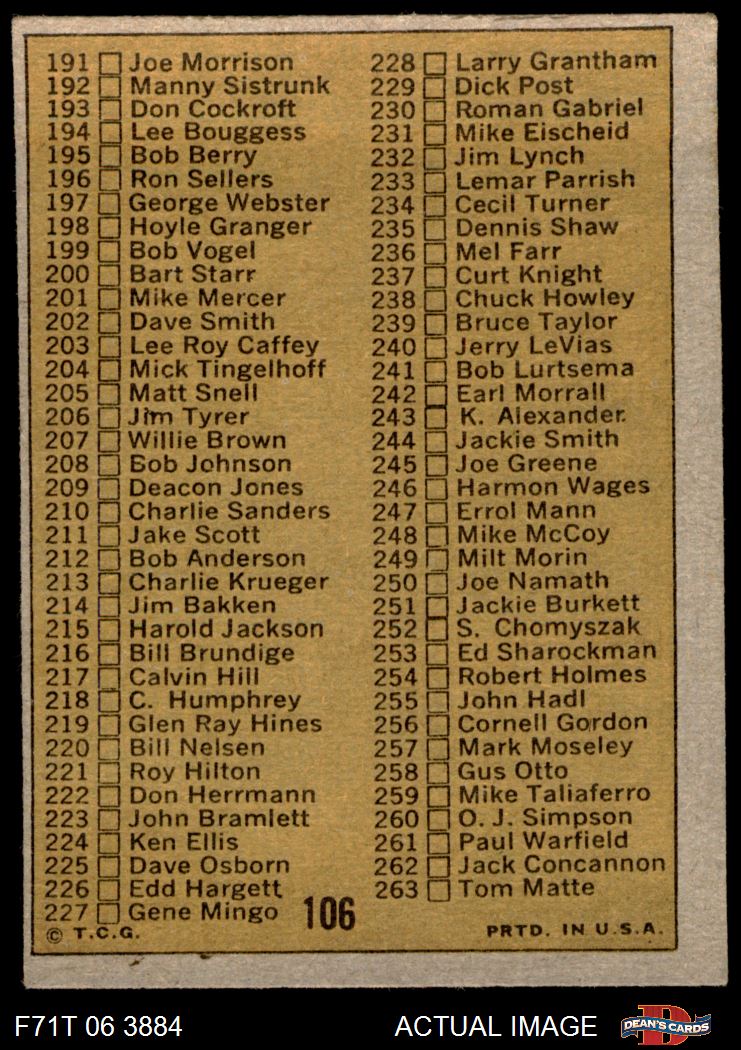 191 Joe Morrison
192 Manny Sistrunk
193 Don Cockroft
194 Lee Bouggess
195 Bob Berry
196 Ron Sellers
197 George Webster
198 Hoyle Granger
199 Bob Vogel
200 Bart Starr
201 Mike Mercer
202 Dave Smith
203 Lee Roy Caffey
204 Mick Tingelhoff
205 Matt Snell
206 Jim Tyrer
207 Willie Brown
208 Bob Johnson
209 Deacon Jones
210 Charlie Sanders
211 Jake Scott
212 Bob Anderson
213 Charlie Krueger
214 Jim Bakken
215 Harold Jackson
216 Bill Brundige
217 Calvin Hill
218 C. Humphrey
219 Glen Ray Hines
220 Bill Nelsen
221 Roy Hilton
222 Don Herrmann
223 John Bramlett
224 Ken Ellis
225 Dave Osborn
226 Edd Hargett
227 Gene Mingo
228 Larry Grantham
229 Dick Post
230 Roman Gabriel
231 Mike Eischeid
232 Jim Lynch
233 Lemar Parrish
234 Cecil Turner
235 Dennis Shaw
236 Mel Farr
237 Curt Knight
238 Chuck Howley
239 Bruce Taylor
240 Jerry LeVias
241 Bob Lurtsema
242 Earl Morrall
243 K. Alexander
244 Jackie Smith
245 Joe Greene
246 Harmon Wages
247 Errol Mann
248 Mike McCoy
249 Milt Morin
250 Joe Namath
251 Jackie Burkett
252 S. Chomyszak
253 Ed Sharockman
254 Robert Holmes
255 John Hadl
256 Cornell Gordon
257 Mark Moseley
258 Gus Otto
259 Mike Taliaferro
260 O. J. Simpson
261 Paul Warfield
262 Jack Concannon
263 Tom Matte
106
© T.C.G.
PRTD. IN U.S.A.
F71T 06 3884
ACTUAL IMAGE
D
DEAN'S CARDS